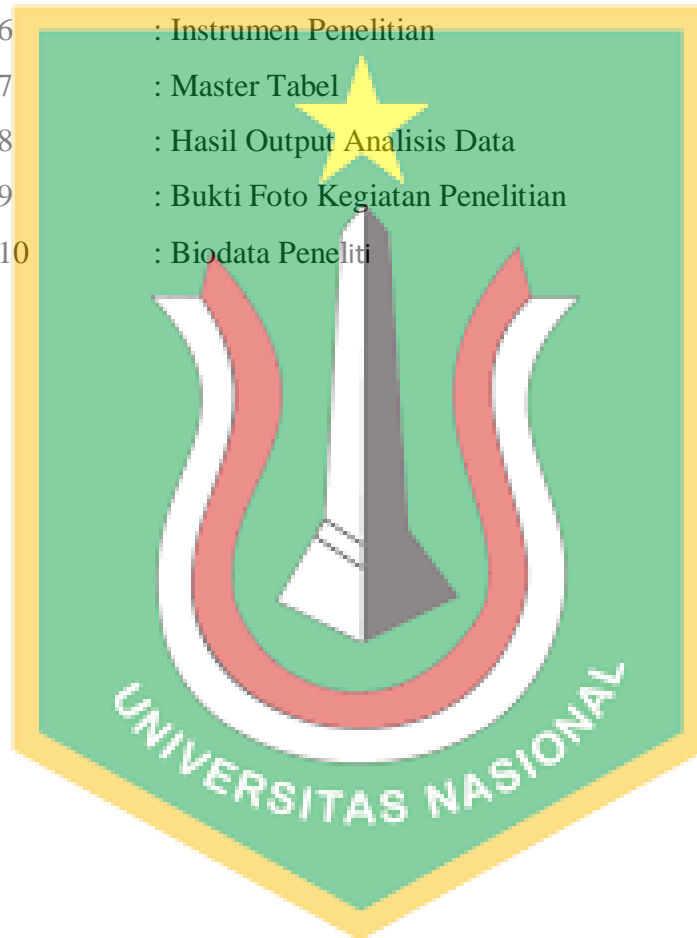 6 : Instrumen Penelitian
7 : Master Tabel
8 : Hasil Output Analisis Data
9 : Bukti Foto Kegiatan Penelitian
10 : Biodata Peneliti
UNIVERSITAS NASIONAL